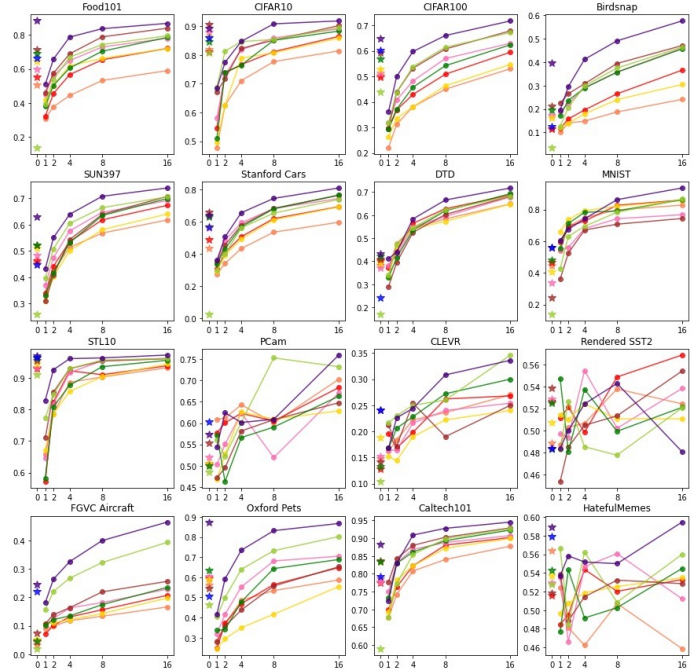 Food101
0.8
0.6
0.4
0.2
0 1 2 4 8 16
CIFAR10
0.9
0.8
0.7
0.6
0.5
0 1 2 4 8 16
CIFAR100
0.7
0.6
0.5
0.4
0.3
0.2
0 1 2 4 8 16
Birdsnap
0.6
0.5
0.4
0.3
0.2
0.1
0 1 2 4 8 16
SUN397
0.7
0.6
0.5
0.4
0.3
0 1 2 4 8 16
Stanford Cars
0.8
0.6
0.4
0.2
0.0
0 1 2 4 8 16
DTD
0.7
0.6
0.5
0.4
0.3
0.2
0 1 2 4 8 16
MNIST
0.8
0.6
0.4
0.2
0 1 2 4 8 16
STL10
0.9
0.8
0.7
0.6
0 1 2 4 8 16
PCam
0.85
0.80
0.75
0.70
0.65
0.60
0.55
0.50
0.45
0 1 2 4 8 16
CLEVR
0.35
0.30
0.25
0.20
0.15
0.10
0 1 2 4 8 16
Rendered SST2
0.56
0.54
0.52
0.50
0.48
0.46
0 1 2 4 8 16
FGVC Aircraft
0.4
0.3
0.2
0.1
0.0
0 1 2 4 8 16
Oxford Pets
0.9
0.8
0.7
0.6
0.5
0.4
0.3
0 1 2 4 8 16
Caltech101
0.95
0.90
0.85
0.80
0.75
0.70
0.65
0.60
0 1 2 4 8 16
HatefulMemes
0.60
0.58
0.56
0.54
0.52
0.50
0.48
0.46
0 1 2 4 8 16